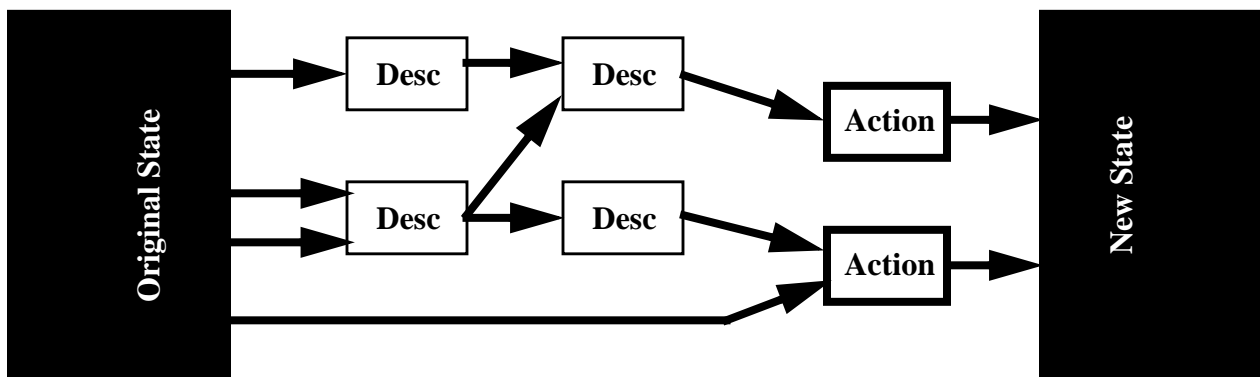 Original State
Desc
Desc
Action
Desc
Desc
Action
New State